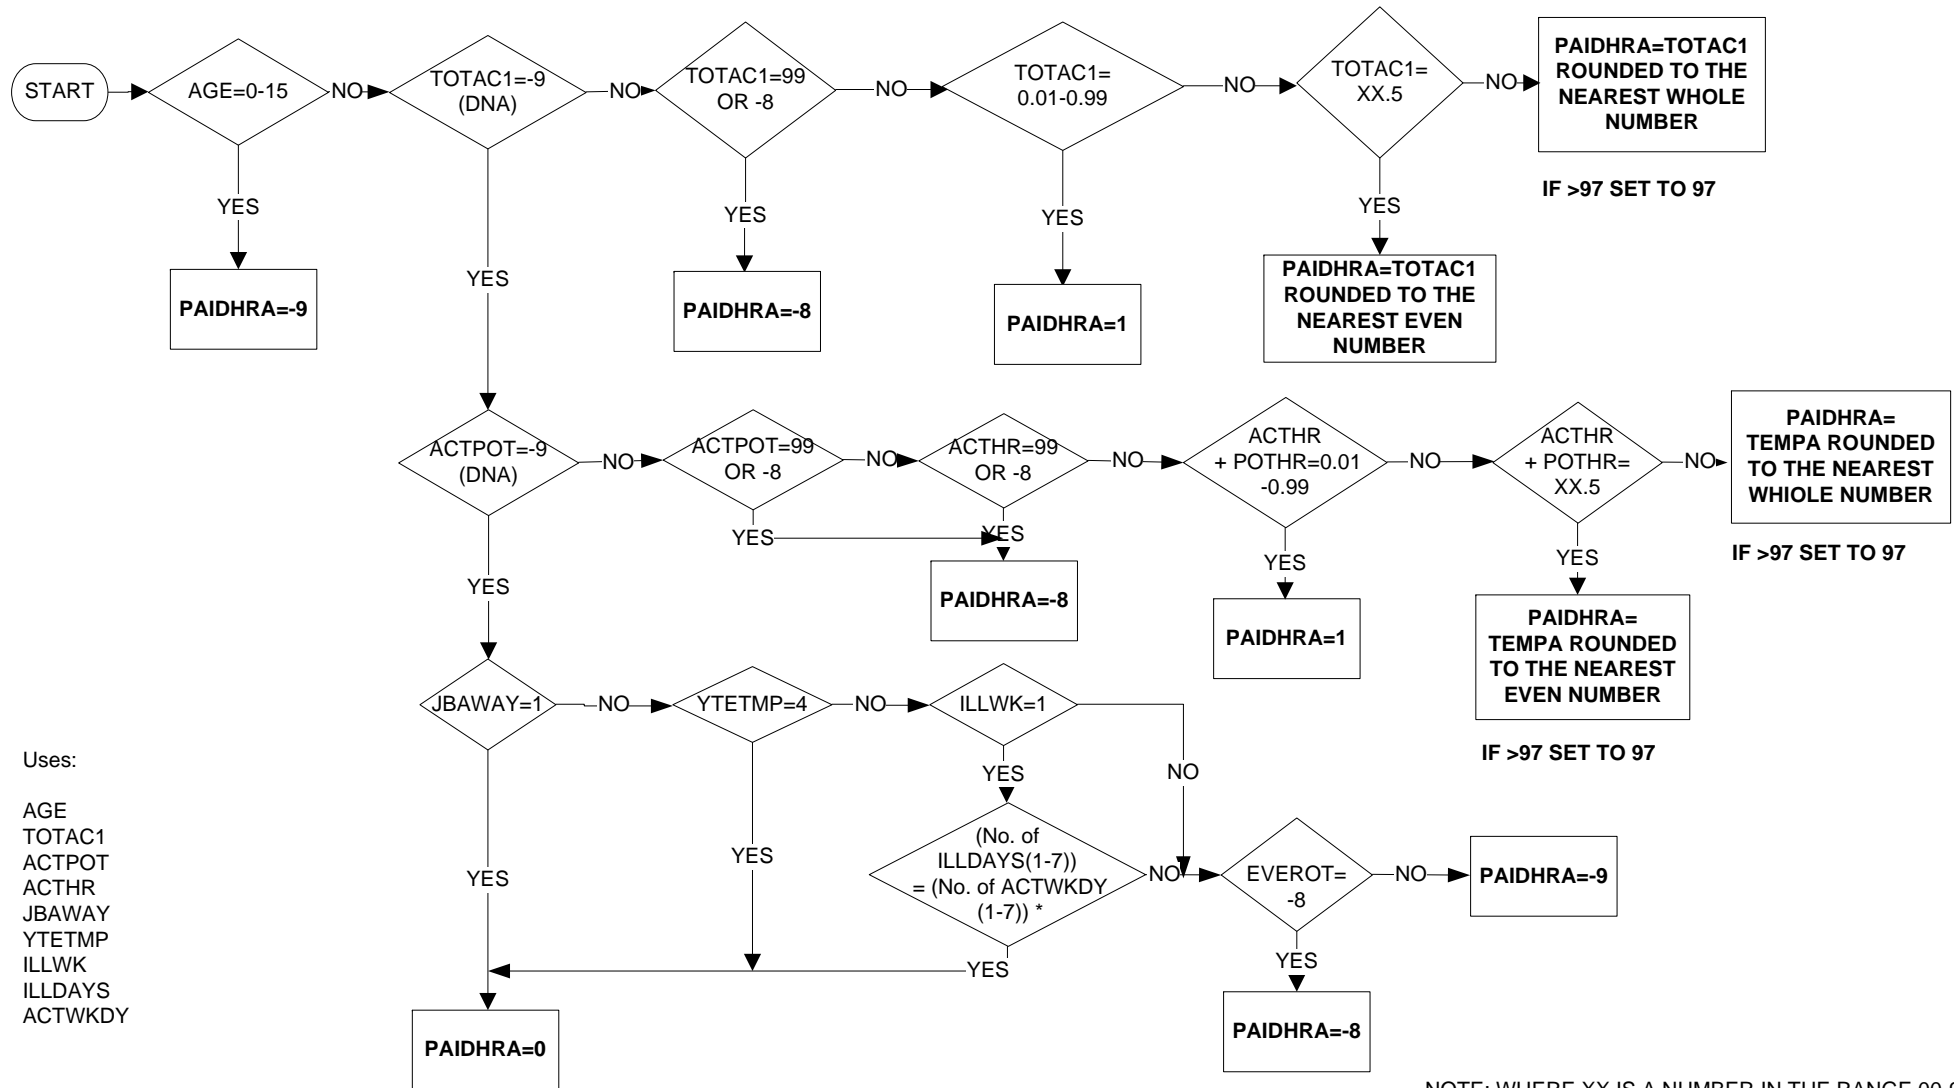 START
AGE=0-15
NO
TOTAC1=-9
(DNA)
NO
TOTAC1=99
OR -8
NO
TOTAC1=
0.01-0.99
NO
TOTAC1=
XX.5
NO
PAIDHRA=TOTAC1
ROUNDED TO THE
NEAREST WHOLE
NUMBER
IF >97 SET TO 97
YES
YES
YES
YES
YES
PAIDHRA=-9
PAIDHRA=-8
PAIDHRA=1
PAIDHRA=TOTAC1
ROUNDED TO THE
NEAREST EVEN
NUMBER
ACTPOT=-9
(DNA)
NO
ACTPOT=99
OR -8
NO
ACTHR=99
OR -8
NO
ACTHR
+ POTHR=0.01
-0.99
NO
ACTHR
+ POTHR=
XX.5
NO
PAIDHRA=
TEMPA ROUNDED
TO THE NEAREST
WHIOLE NUMBER
IF >97 SET TO 97
YES
YES
YES
YES
YES
PAIDHRA=-8
PAIDHRA=1
PAIDHRA=
TEMPA ROUNDED
TO THE NEAREST
EVEN NUMBER
IF >97 SET TO 97
JBAWAY=1
NO
YTETMP=4
NO
ILLWK=1
NO
YES
YES
YES
(No. of
ILLDAYS(1-7))
= (No. of ACTWKDY
(1-7)) *
NO
EVEROT=
-8
NO
PAIDHRA=-9
YES
YES
PAIDHRA=0
PAIDHRA=-8
Uses:
AGE
TOTAC1
ACTPOT
ACTHR
JBAWAY
YTETMP
ILLWK
ILLDAYS
ACTWKDY
NOTE: WHERE XX IS A NUMBER IN THE RANGE